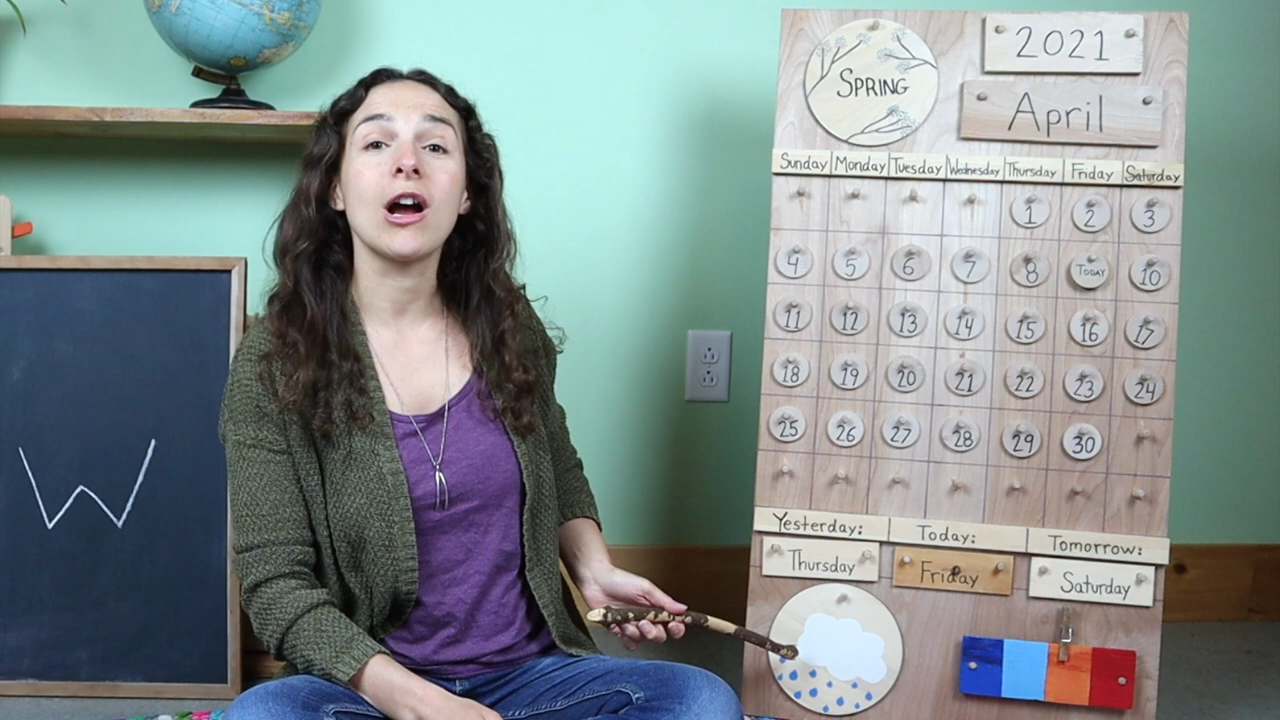 2021
SPRING
April
Sunday Monday Tuesday Wednesday Thursday Friday Saturday
1 2 3
4 5 6 7 8 TODAY 10
11 12 13 14 15 16 17
18 19 20 21 22 23 24
25 26 27 28 29 30
W
Yesterday: Today: Tomorrow:
Thursday Friday Saturday